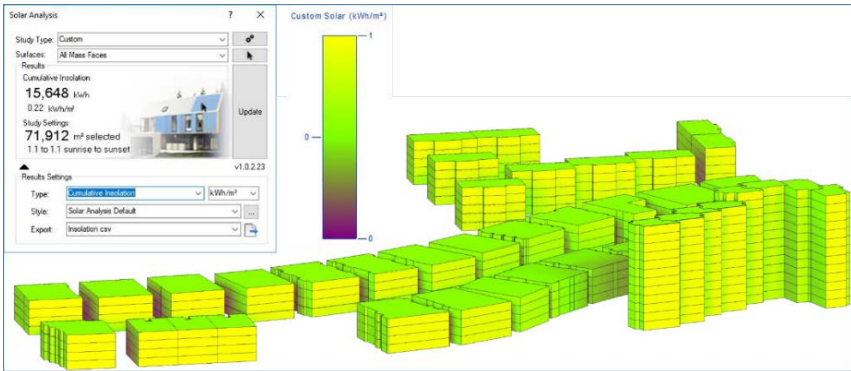 Solar Analysis
? ×
Study Type: Custom
Surfaces: All Mass Faces
Results
Cumulative Insolation
15,648 kWh
0.22 kWh/m²
Study Settings
71,912 m² selected
1.1 to 1.1 sunrise to sunset
Update
v1.0.2.23
Results Settings
Type: Cumulative Insolation kWh/m²
Style: Solar Analysis Default ...
Export: Insolation csv
Custom Solar (kWh/m²)
1
0
0